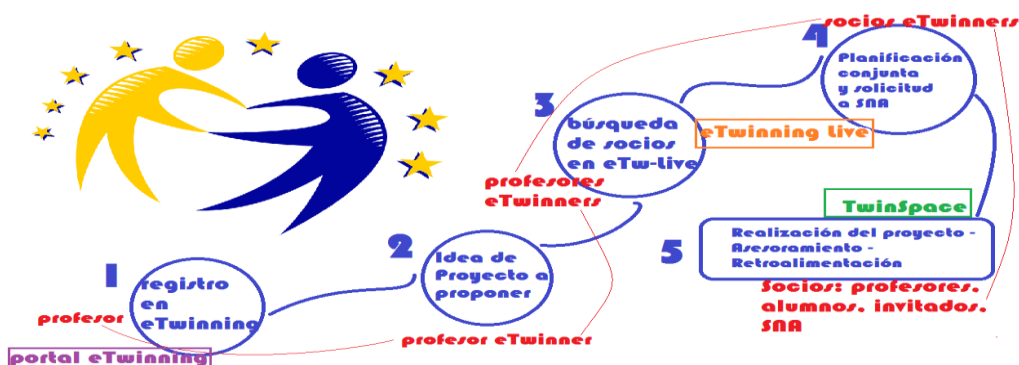 1
registro
en
eTwinning
profesor
portal eTwinning
2
Idea de
Proyecto a
proponer
profesor eTwinner
3
búsqueda
de socios
en eTw-Live
profesores
eTwinners
eTwinning Live
4
socios eTwinners
Planificación
conjunta
y solicitud
a SNA
TwinSpace
5
Realización del proyecto -
Asesoramiento -
Retroalimentación
Socios: profesores,
alumnos, invitados,
SNA